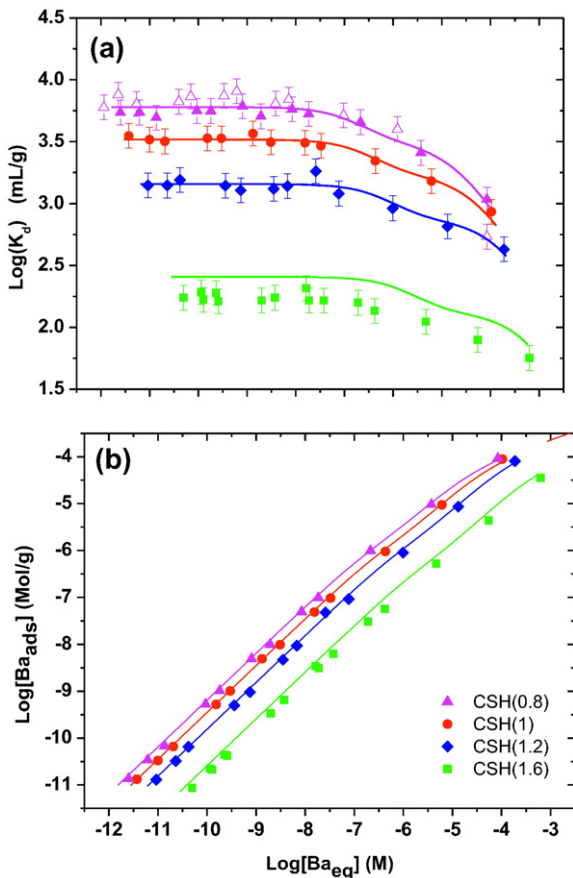 (a)
Log(Kd) (mL/g)
4.5
4.0
3.5
3.0
2.5
2.0
1.5
(b)
Log[Baads] (Mol/g)
-4
-5
-6
-7
-8
-9
-10
-11
CSH(0.8)
CSH(1)
CSH(1.2)
CSH(1.6)
-12 -11 -10 -9 -8 -7 -6 -5 -4 -3
Log[Baeq] (M)